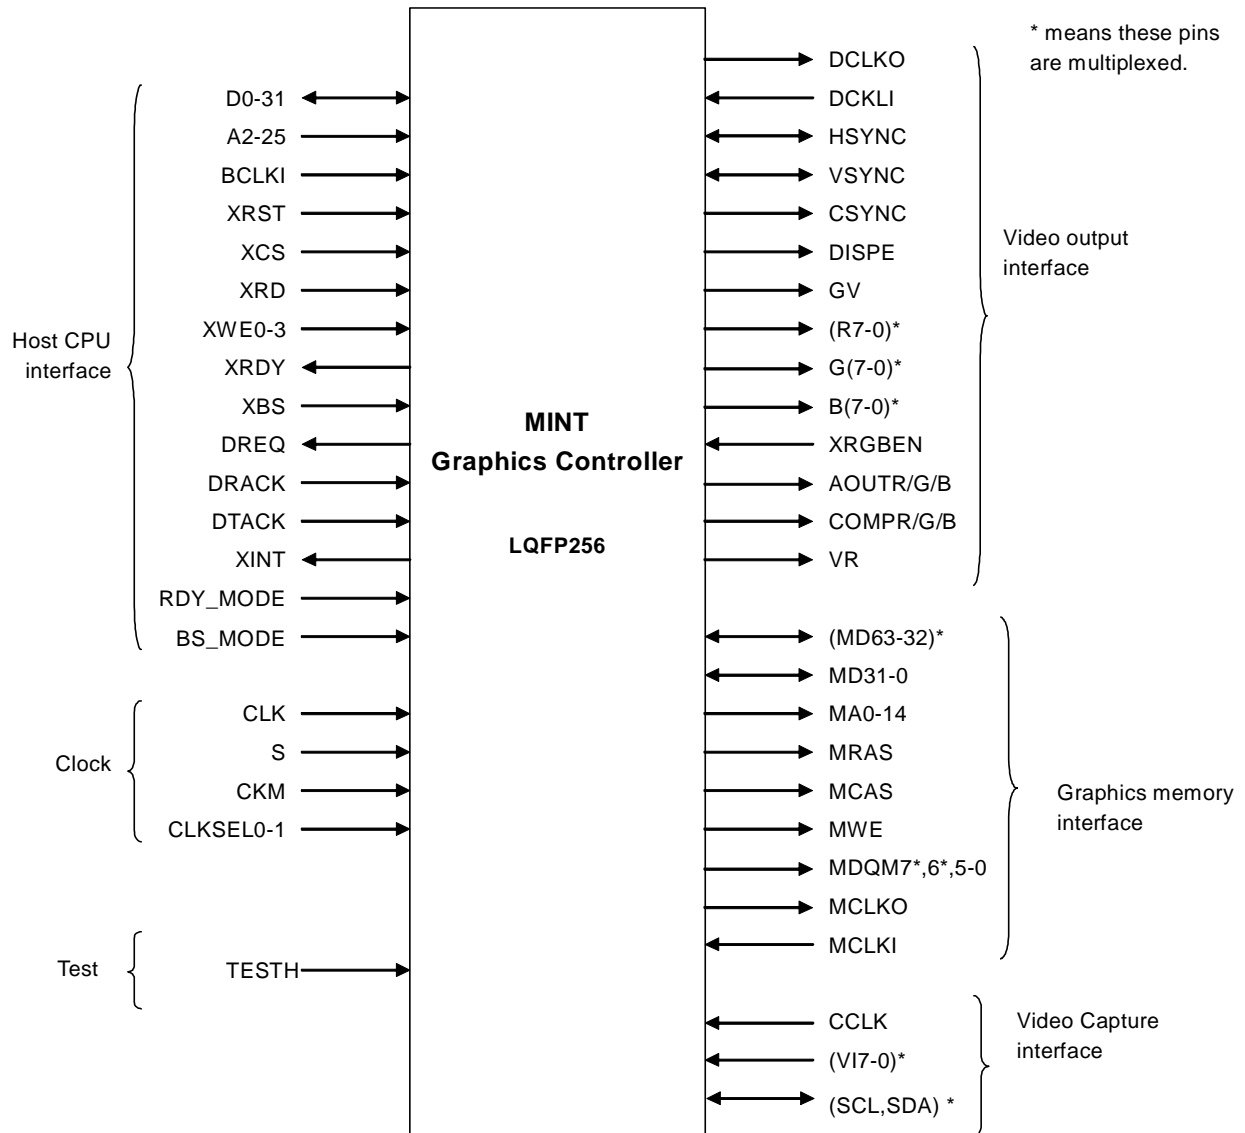 * means these pins
are multiplexed.
Host CPU
interface
D0-31
A2-25
BCLKI
XRST
XCS
XRD
XWE0-3
XRDY
XBS
DREQ
DRACK
DTACK
XINT
RDY_MODE
BS_MODE
Clock
CLK
S
CKM
CLKSEL0-1
Test
TESTH
MINT
Graphics Controller
LQFP256
DCLKO
DCKLI
HSYNC
VSYNC
CSYNC
DISPE
GV
(R7-0)*
G(7-0)*
B(7-0)*
XRGBEN
AOUTR/G/B
COMPR/G/B
VR
Video output
interface
(MD63-32)*
MD31-0
MA0-14
MRAS
MCAS
MWE
MDQM7*,6*,5-0
MCLKO
MCLKI
Graphics memory
interface
CCLK
(VI7-0)*
(SCL,SDA) *
Video Capture
interface